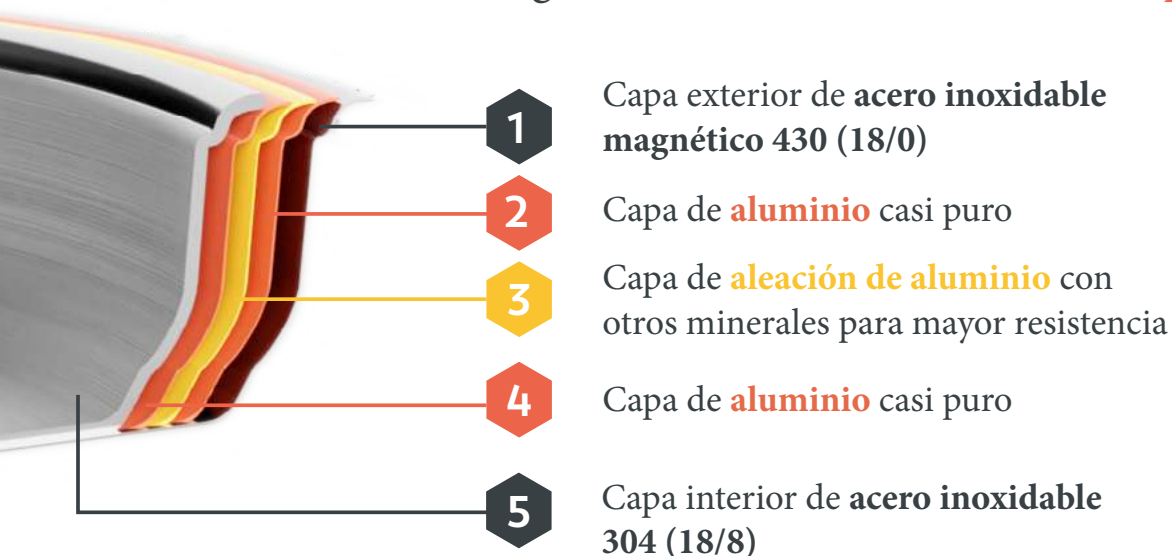 1
Capa exterior de acero inoxidable
magnético 430 (18/0)
2
Capa de aluminio casi puro
3
Capa de aleación de aluminio con
otros minerales para mayor resistencia
4
Capa de aluminio casi puro
5
Capa interior de acero inoxidable
304 (18/8)